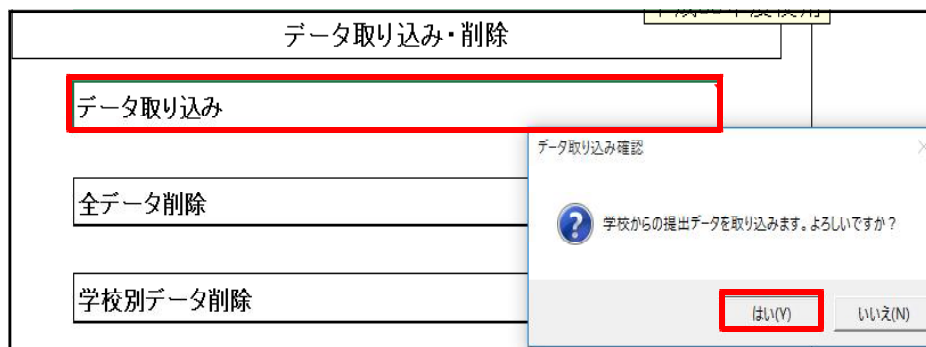 データ取り込み・削除
データ取り込み
データ取り込み確認
全データ削除
学校からの提出データを取り込みます。よろしいですか？
学校別データ削除
はい(Y)
いいえ(N)